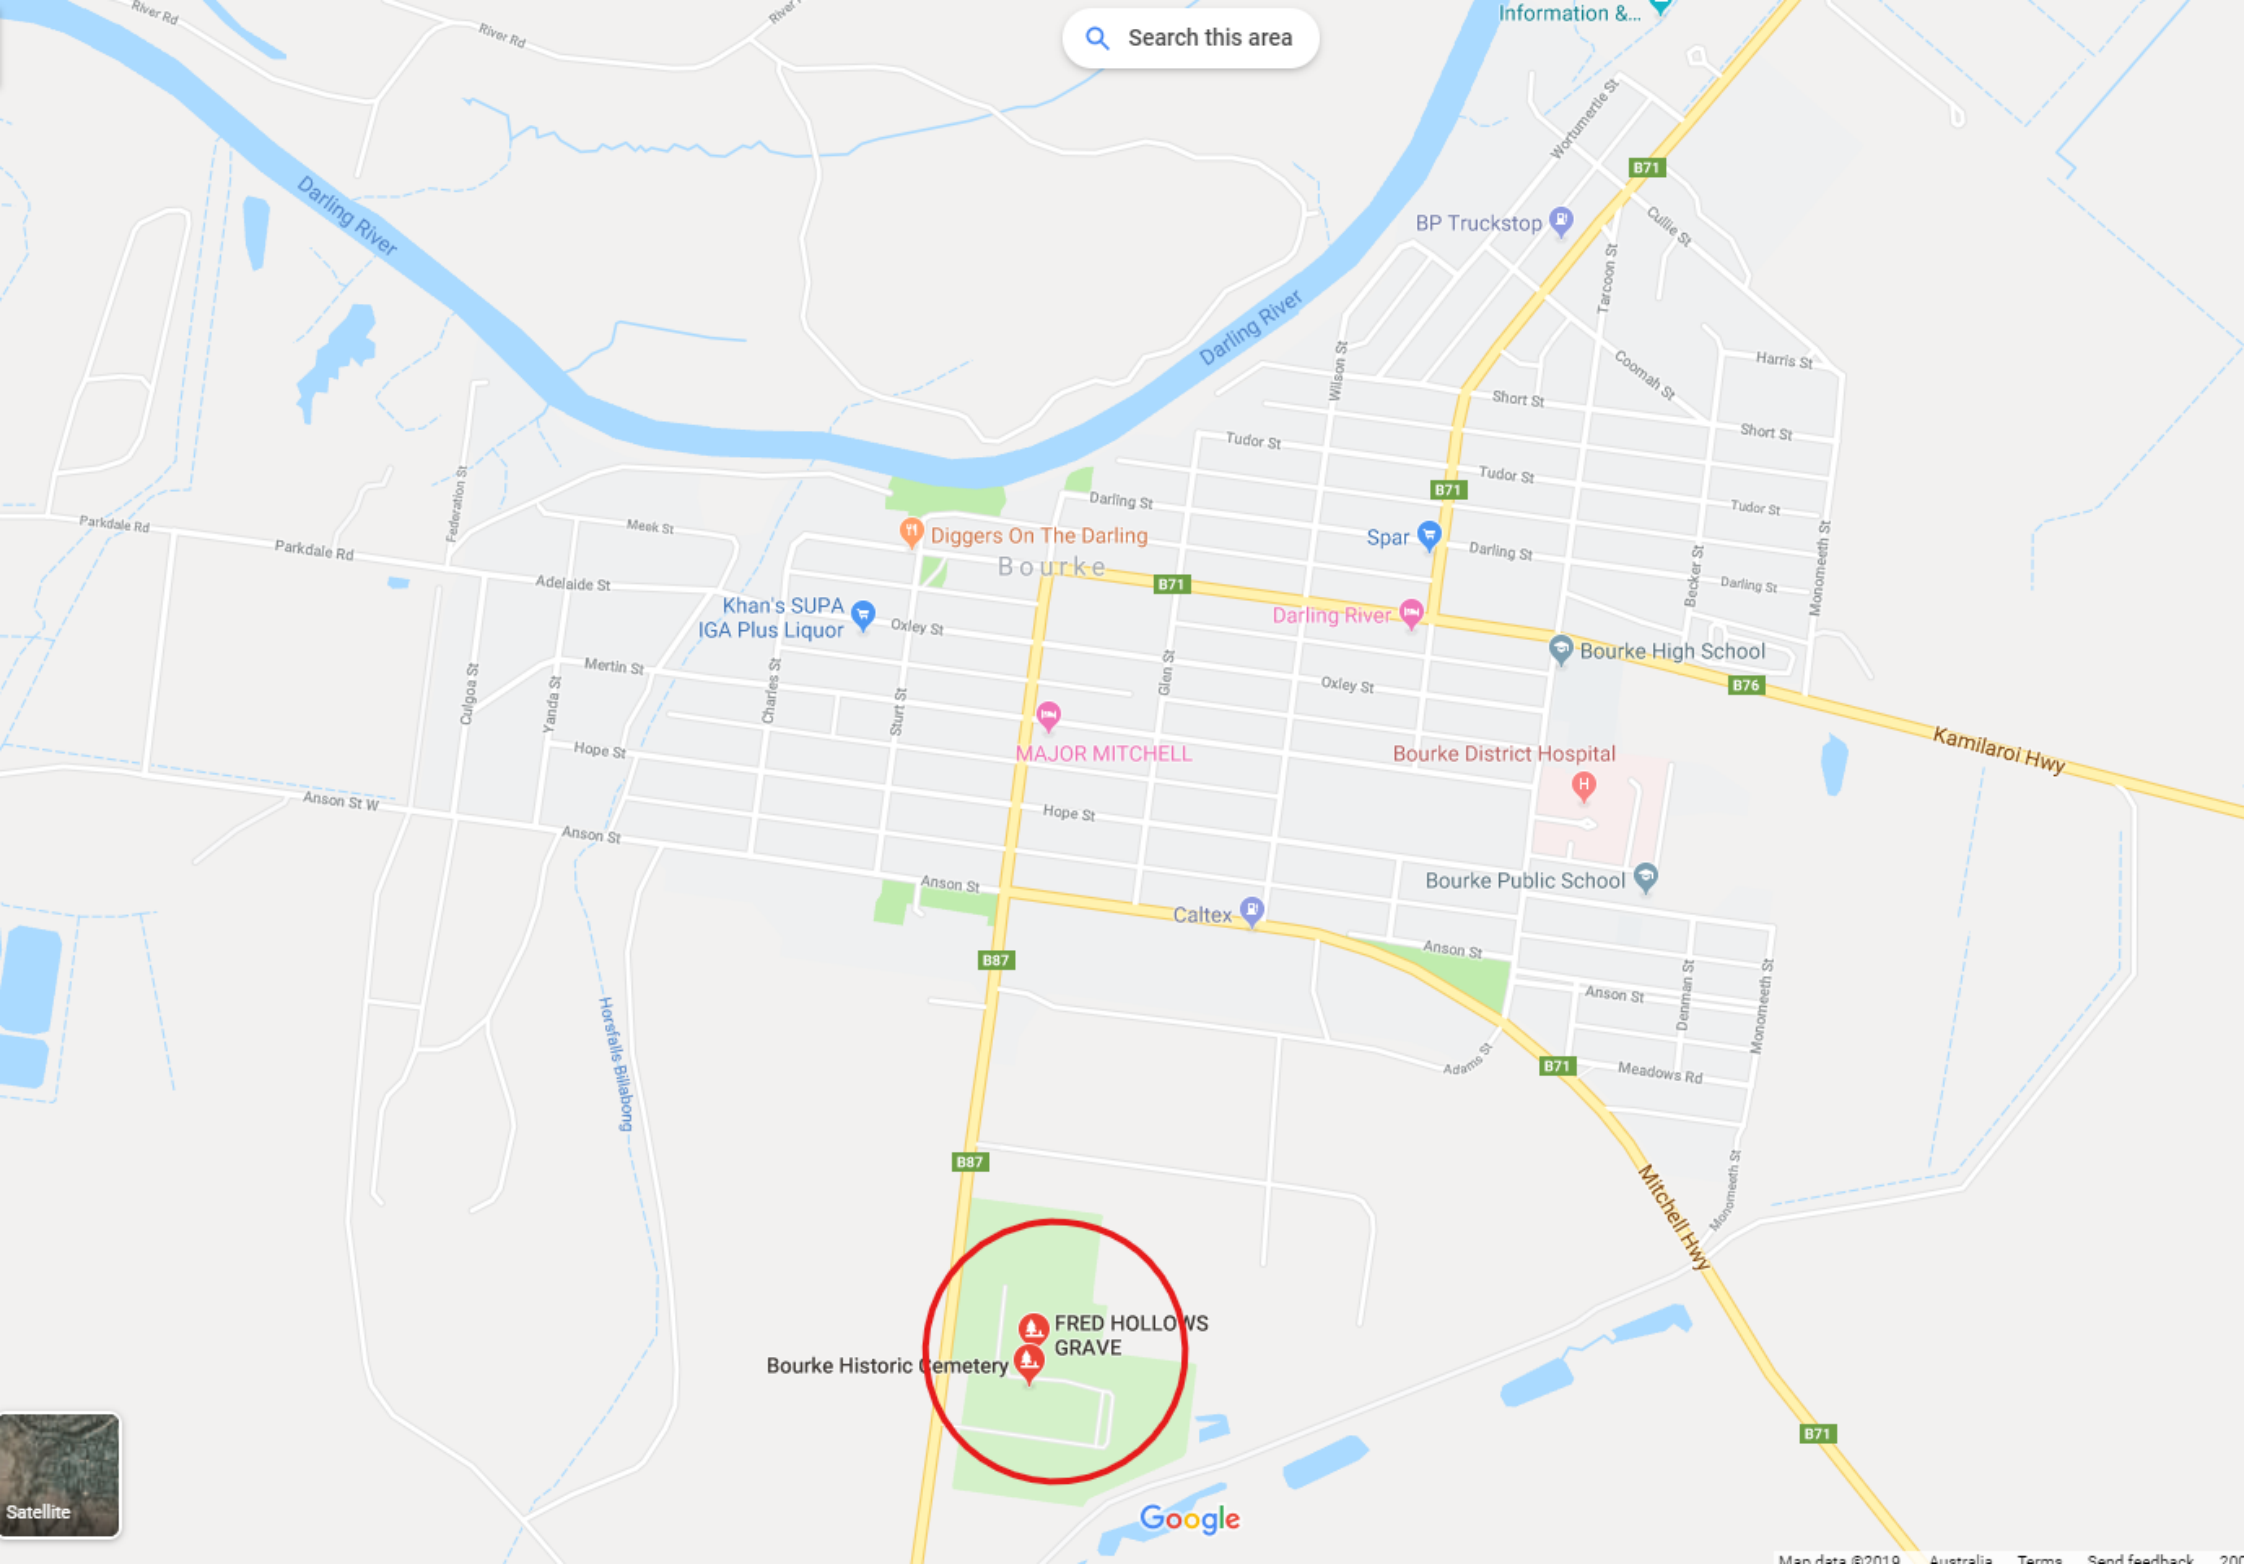 River Rd
River Rd
River R
Information &...
Search this area
Wortumertie St
B71
BP Truckstop
Cullie St
Darling River
Darling River
Tarcoon St
Wilson St
Harris St
Coomah St
Short St
Short St
Tudor St
Tudor St
Tudor St
B71
Federation St
Darling St
Parkdale Rd
Parkdale Rd
Meek St
Diggers On The Darling
Spar
Darling St
Bourke
B71
Adelaide St
Becker St
Darling St
Monomeeth St
Khan's SUPA
IGA Plus Liquor
Oxley St
Darling River
Bourke High School
Mertin St
Culgoa St
Yanda St
Charles St
Sturt St
Glen St
Oxley St
B76
Kamilaroi Hwy
Hope St
MAJOR MITCHELL
Bourke District Hospital
H
Anson St W
Hope St
Anson St
Anson St
Bourke Public School
Caltex
B87
Anson St
Anson St
Denman St
Monomeeth St
Horsfalls Billabong
Adams St
B71
Meadows Rd
B87
Mitchell Hwy
Monomeeth St
FRED HOLLOWS
GRAVE
Bourke Historic Cemetery
B71
Satellite
Google
Map data ©2019
Australia
Terms
Send feedback
200